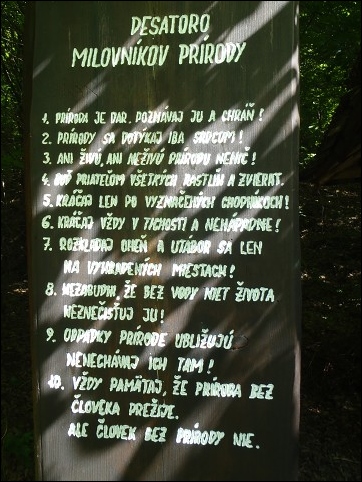 DESATORO
MILOVNÍKOV PRÍRODY
1. PRÍRODA JE DAR, POZNÁVAJ JU A CHRÁŇ!
2. PRÍRODY SA DOTÝKAJ IBA SRDCOM!
3. ANI ŽIVÚ, ANI NEŽIVÚ PRÍRODU NENIČ!
4. BUĎ PRIATEĽOM VŠETKÝCH RASTLÍN A ZVIERAT.
5. KRÁČAJ LEN PO VYZNAČENÝCH CHODNÍKOCH!
6. KRÁČAJ VŽDY V TICHOSTI A NENÁPADNE!
7. ROZKLADAJ OHEŇ A UTÁBOR SA LEN
NA VYHRADENÝCH MIESTACH!
8. NEZABUDNI, ŽE BEZ VODY NIET ŽIVOTA
NEZNEČISŤUJ JU!
9. ODPADKY PRÍRODE UBLIŽUJÚ
NENECHÁVAJ ICH TAM!
10. VŽDY PAMÄTAJ, ŽE PRÍRODA BEZ
ČLOVEKA PREŽIJE.
ALE ČLOVEK BEZ PRÍRODY NIE.